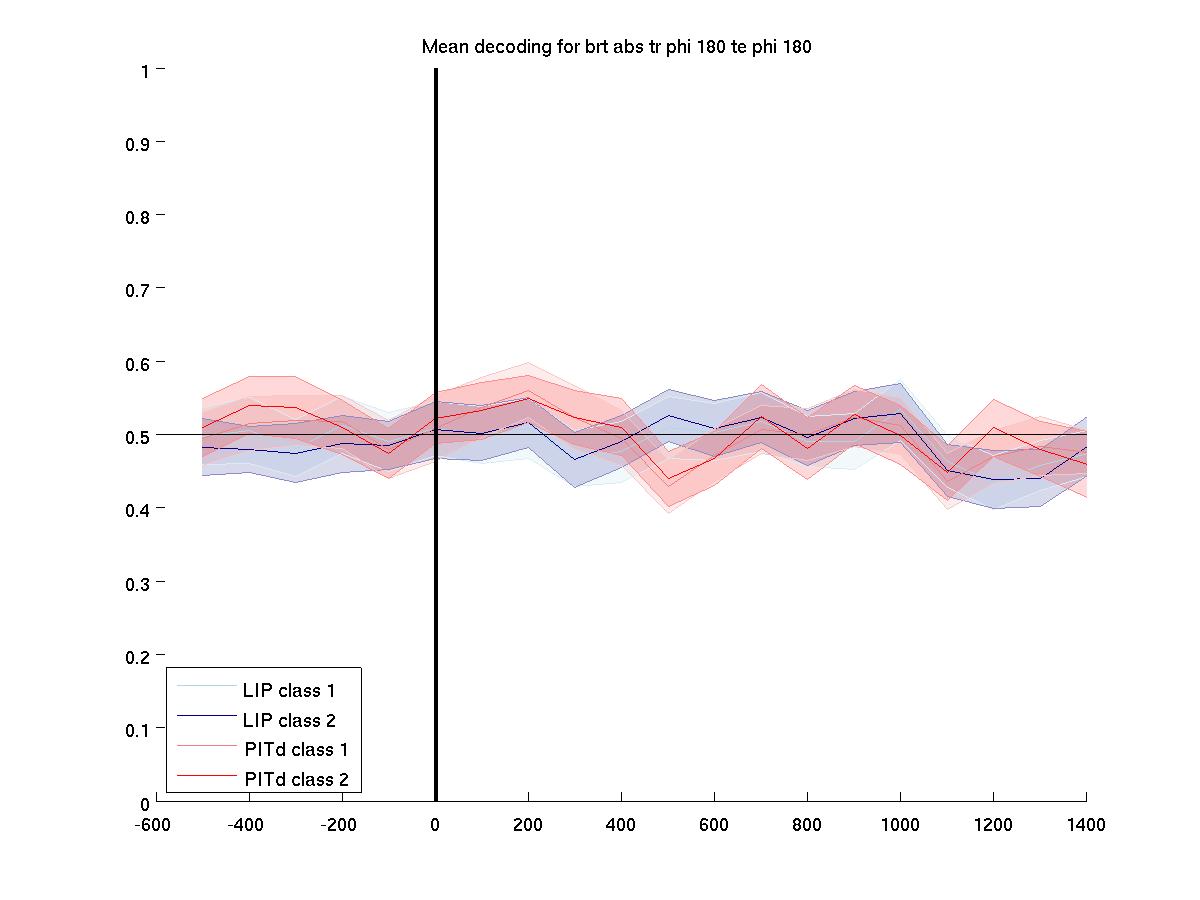 Mean decoding for brt abs tr phi 180 te phi 180
1
0.9
0.8
0.7
0.6
0.5
0.4
0.3
0.2
0.1
0
LIP class 1
LIP class 2
PITd class 1
PITd class 2
-600 -400 -200 0 200 400 600 800 1000 1200 1400